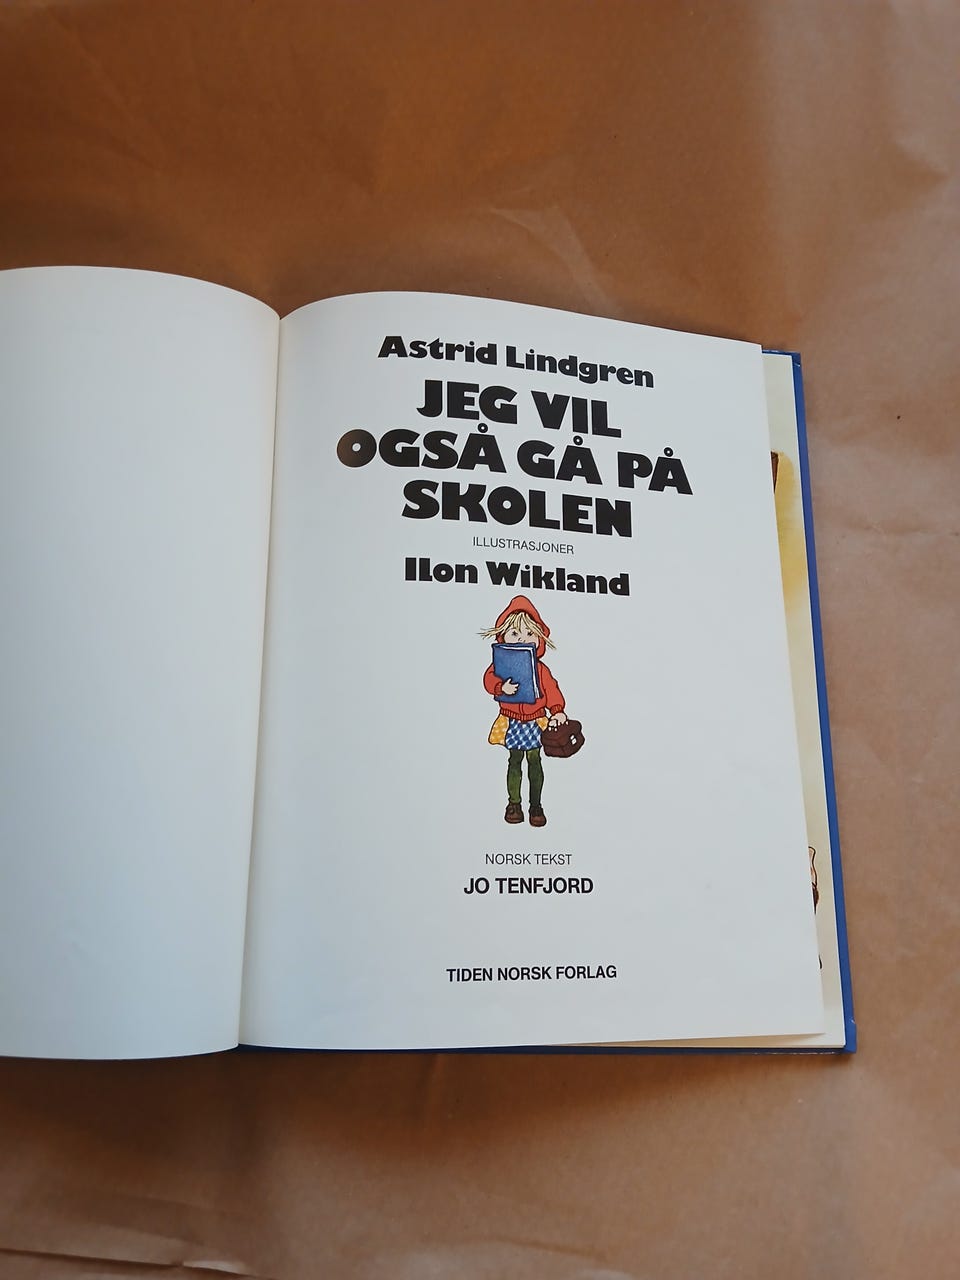 Astrid Lindgren
JEG VIL
OGSÅ GÅ PÅ
SKOLEN
ILLUSTRASJONER
Ilon Wikland
NORSK TEKST
JO TENFJORD
TIDEN NORSK FORLAG